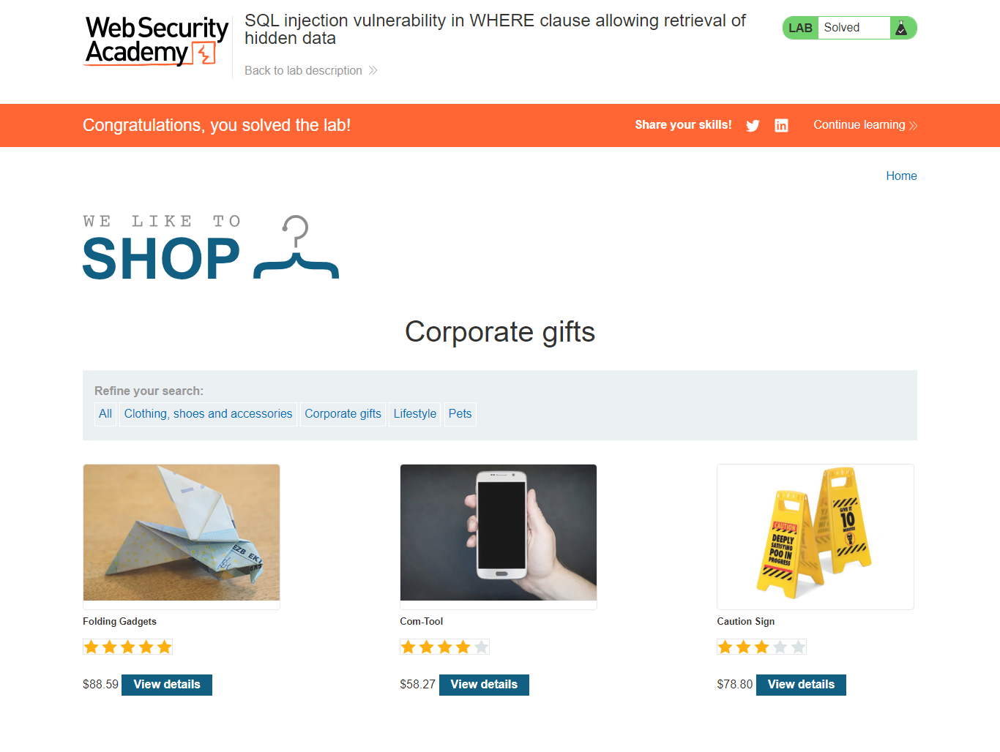 Web Security
Academy
SQL injection vulnerability in WHERE clause allowing retrieval of
hidden data
Back to lab description
LAB Solved
Congratulations, you solved the lab!
Share your skills!
Continue learning
Home
WE LIKE TO
SHOP
Corporate gifts
Refine your search:
All Clothing, shoes and accessories Corporate gifts Lifestyle Pets
EZB EK
CAUTION
DEEPLY
SATISFYING
POO IN
PROGRESS
GIVE IT
10
MINUTES
Folding Gadgets
Com-Tool
Caution Sign
$88.59 View details
$58.27 View details
$78.80 View details